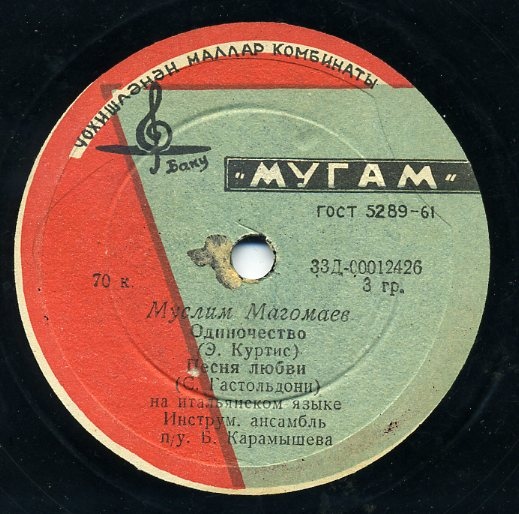 ЧОХИШЛӘНӘН МАЛЛАР КОМБИНАТЫ
Баку
"МУГАМ"
ГОСТ 5289-61
33Д-00012426
70 к.
3 гр.
Муслим Магомаев
Одиночество
(Э. Куртис)
Песня любви
(С. Гастольдони)
на итальянском языке
Инструм. ансамбль
п/у. Б. Карамышева